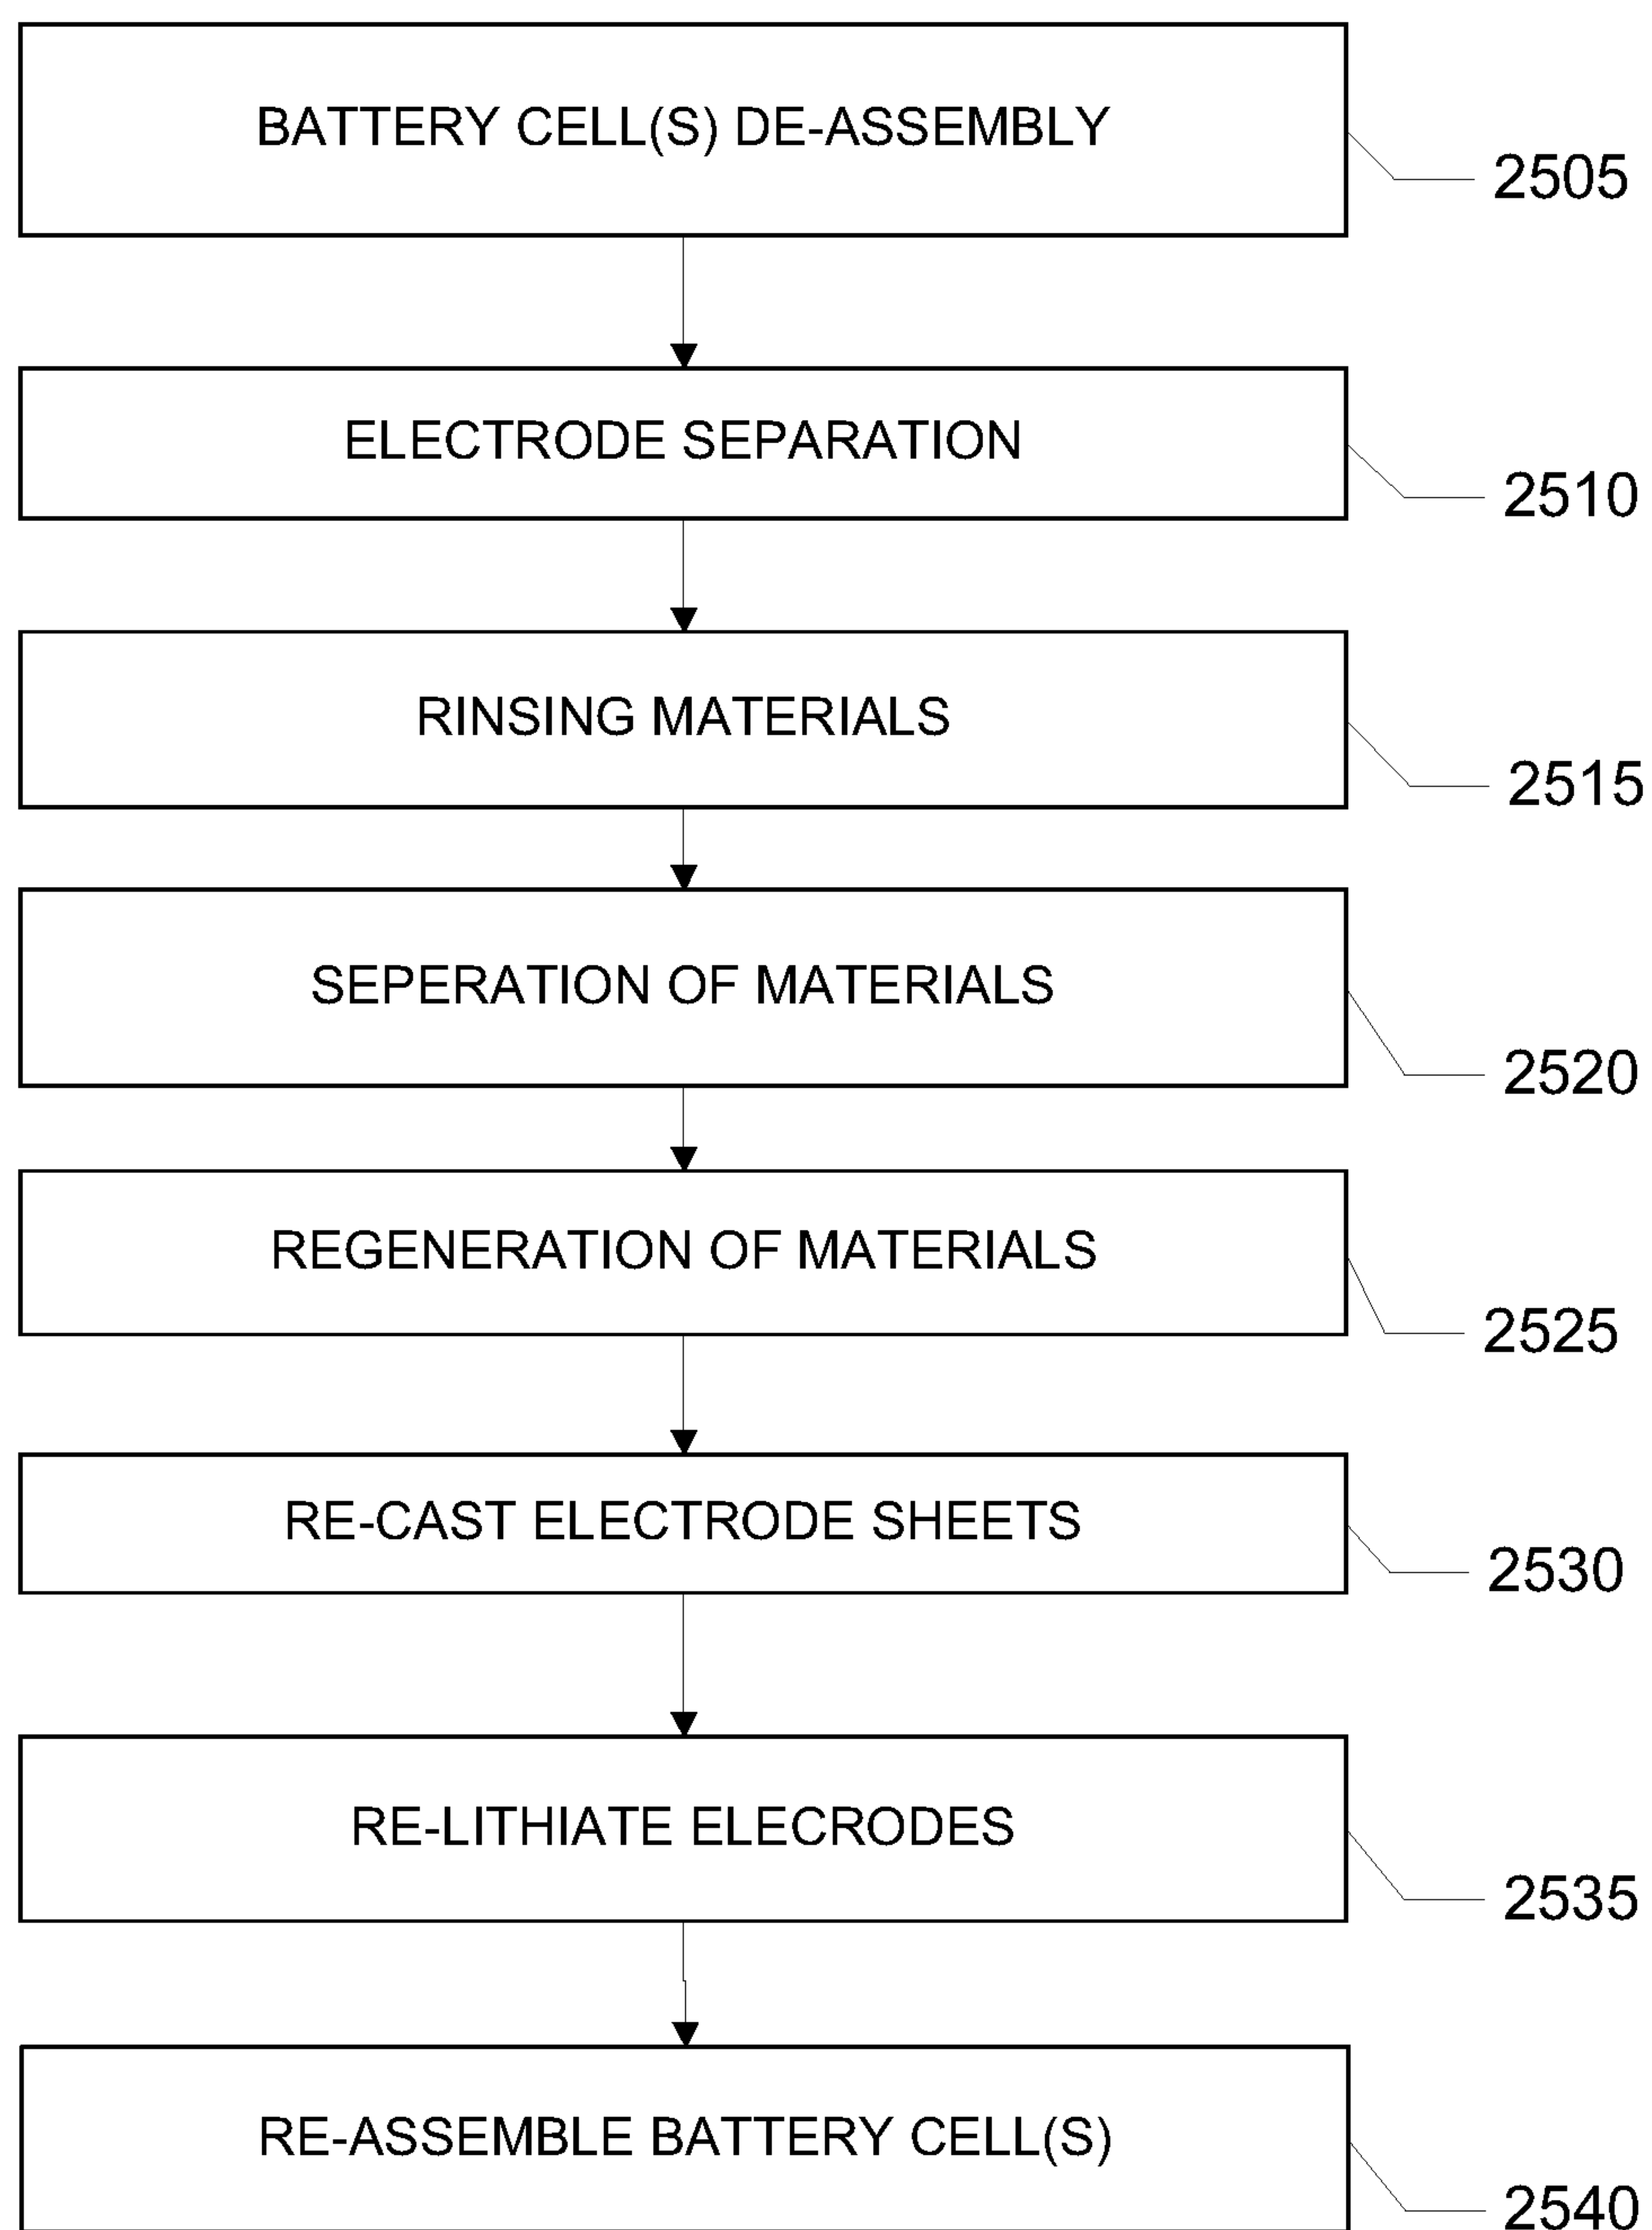 BATTERY CELL(S) DE-ASSEMBLY
2505
ELECTRODE SEPARATION
2510
RINSING MATERIALS
2515
SEPERATION OF MATERIALS
2520
REGENERATION OF MATERIALS
2525
RE-CAST ELECTRODE SHEETS
2530
RE-LITHIATE ELECRODES
2535
RE-ASSEMBLE BATTERY CELL(S)
2540